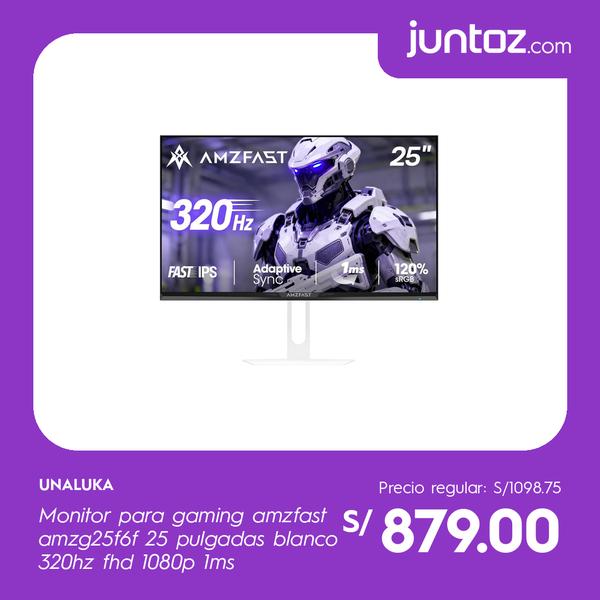 juntoz.com
AMZFAST 25"
320Hz
FAST IPS
Adaptive
Sync
1ms
120%
sRGB
AMZFAST
UNALUKA
Precio regular: S/1098.75
Monitor para gaming amzfast
amzg25f6f 25 pulgadas blanco
320hz fhd 1080p 1ms
S/ 879.00